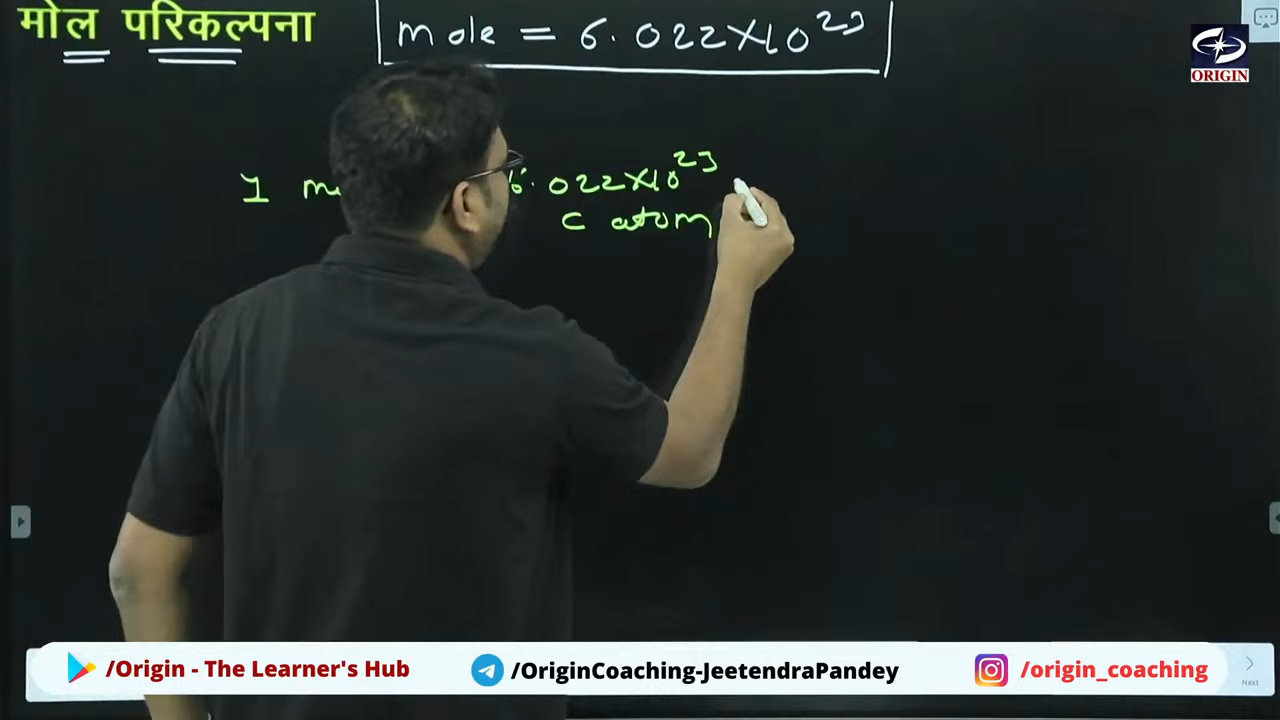 मोल परिकल्पना
mole = 6.022×10²³
ORIGIN
1 6.022×10²³
C atom
/Origin - The Learner's Hub
/OriginCoaching-JeetendraPandey
/origin_coaching
Next